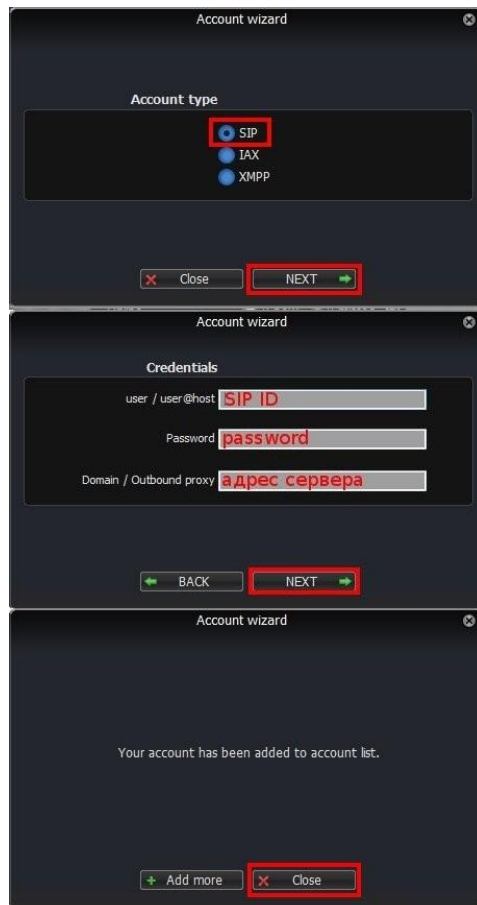 Account wizard
Account type
SIP
IAX
XMPP
Close NEXT
Account wizard
Credentials
user / user@host SIP ID
Password password
Domain / Outbound proxy адрес сервера
BACK NEXT
Account wizard
Your account has been added to account list.
Add more Close